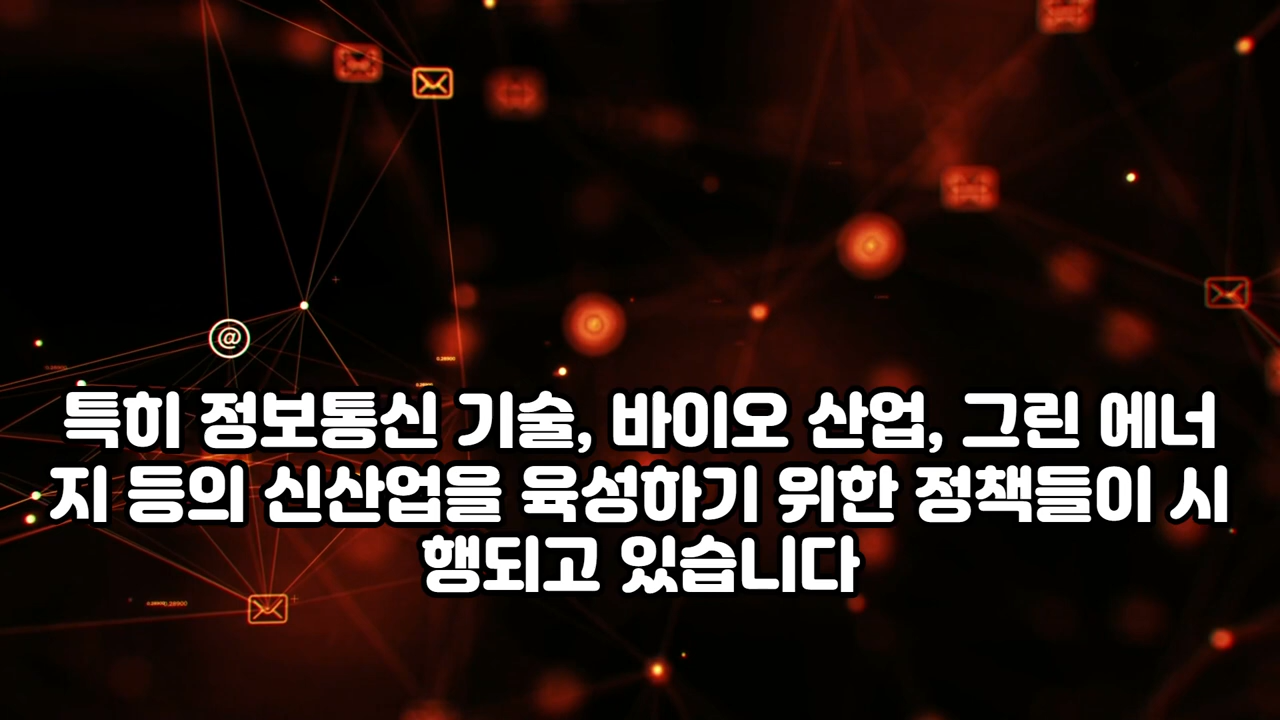 @
0.28900
특히 정보통신 기술, 바이오 산업, 그린 에너
지 등의 신산업을 육성하기 위한 정책들이 시
행되고 있습니다